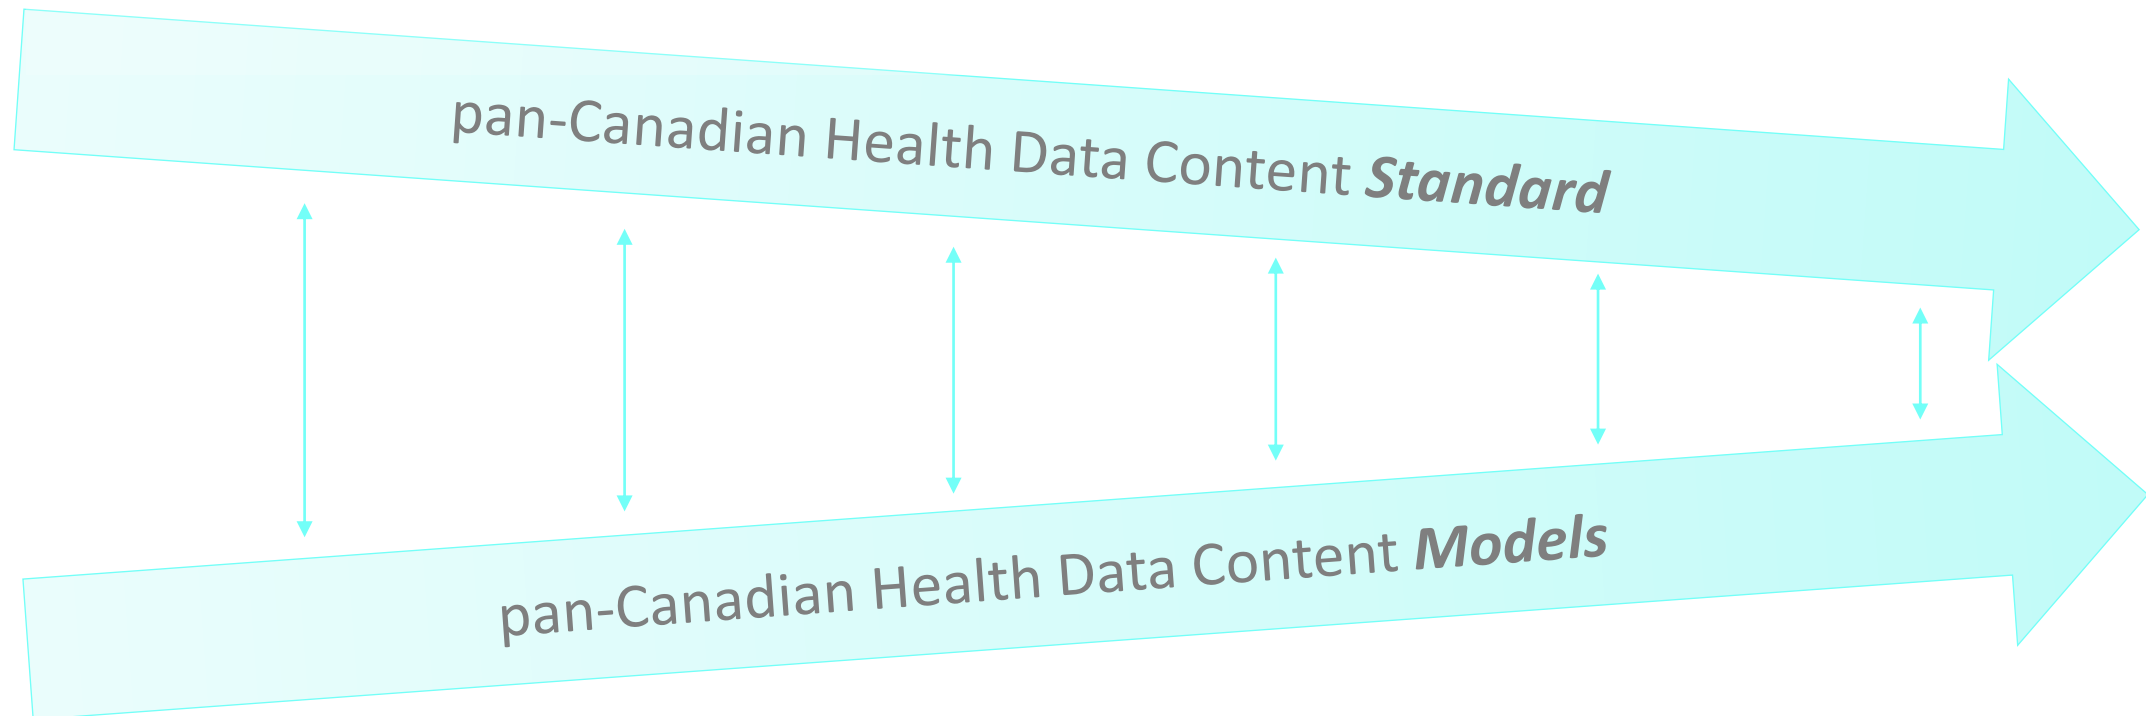 pan-Canadian Health Data Content Standard
pan-Canadian Health Data Content Models